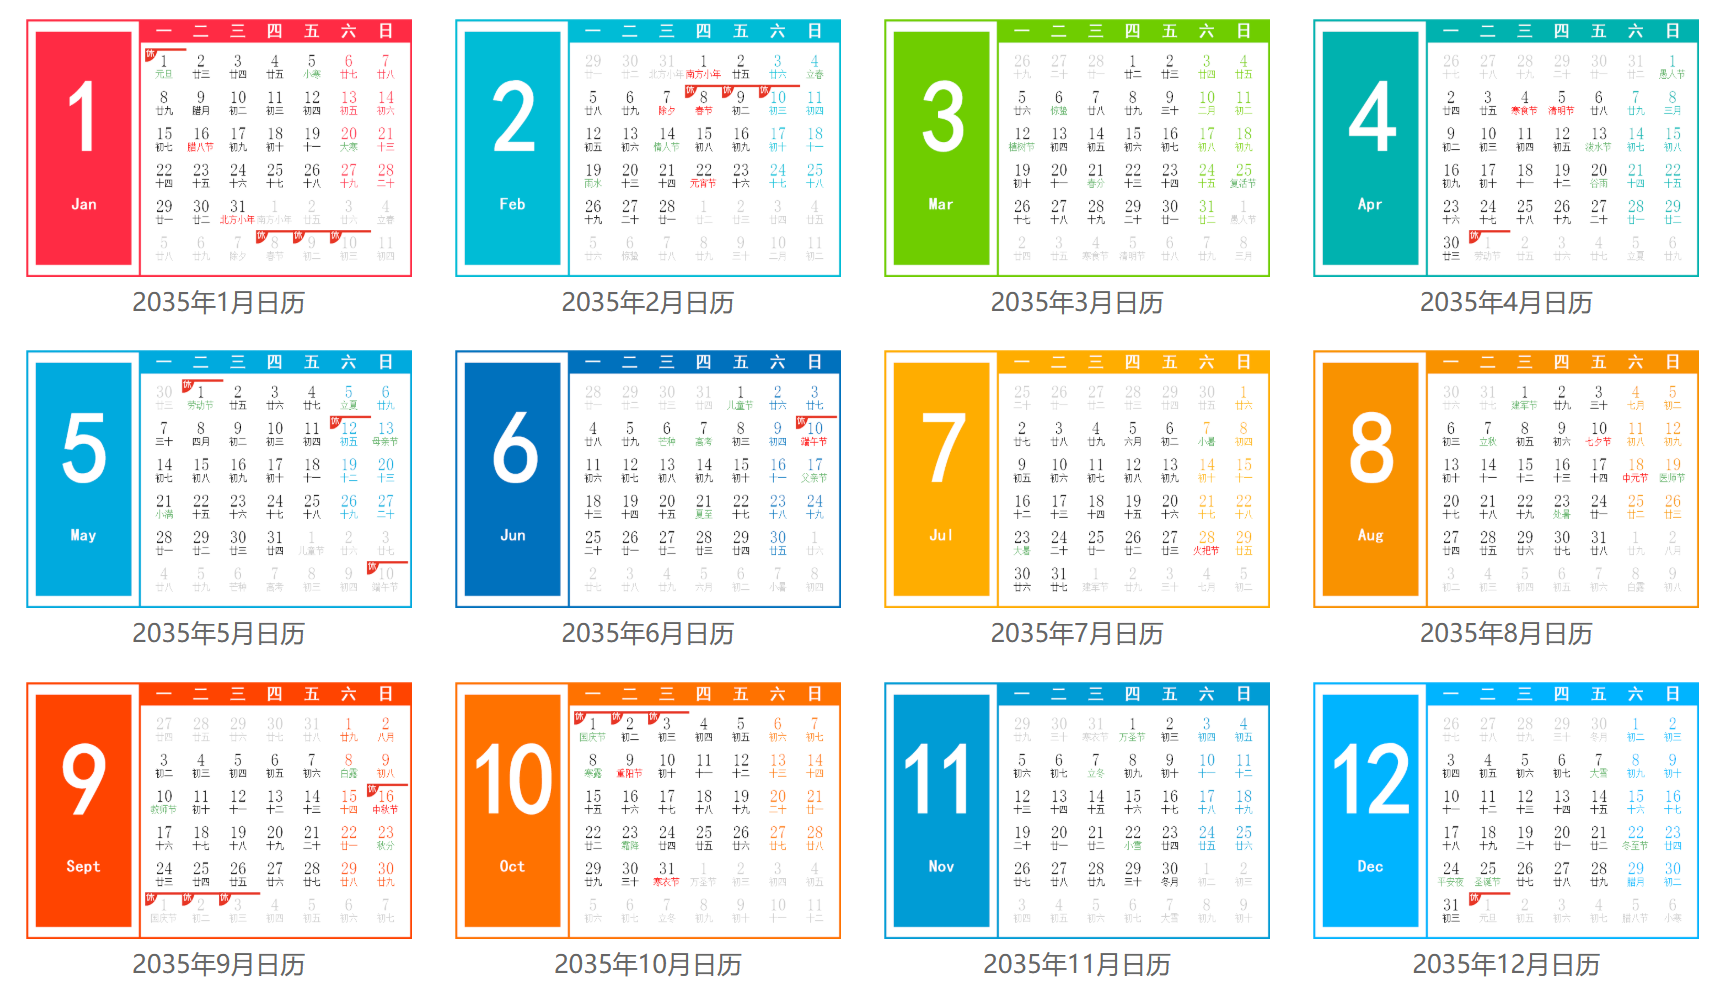 1
Jan
一 二 三 四 五 六 日
休 1 2 3 4 5 6 7
元旦 廿三 廿四 廿五 小寒 廿七 廿八
8 9 10 11 12 13 14
廿九 腊月 初二 初三 初四 初五 初六
15 16 17 18 19 20 21
初七 腊八节 初九 初十 十一 大寒 十三
22 23 24 25 26 27 28
十四 十五 十六 十七 十八 十九 二十
29 30 31 1 2 3 4
廿一 廿二 北方小年 南方小年 廿五 廿六 立春
5 6 7 休 8 休 9 休 10 11
廿八 廿九 除夕 春节 初二 初三 初四
2035年1月日历
2
Feb
一 二 三 四 五 六 日
29 30 31 1 2 3 4
廿一 廿二 北方小年 南方小年 廿五 廿六 立春
5 6 7 休 8 休 9 休 10 11
廿八 廿九 除夕 春节 初二 初三 初四
12 13 14 15 16 17 18
初五 初六 情人节 初八 初九 初十 十一
19 20 21 22 23 24 25
雨水 十三 十四 元宵节 十六 十七 十八
26 27 28 1 2 3 4
十九 二十 廿一 廿二 廿三 廿四 廿五
5 6 7 8 9 10 11
廿六 惊蛰 廿八 廿九 三十 二月 初二
2035年2月日历
3
Mar
一 二 三 四 五 六 日
26 27 28 1 2 3 4
十九 二十 廿一 廿二 廿三 廿四 廿五
5 6 7 8 9 10 11
廿六 惊蛰 廿八 廿九 三十 二月 初二
12 13 14 15 16 17 18
植树节 初四 初五 初六 初七 初八 初九
19 20 21 22 23 24 25
初十 十一 春分 十三 十四 十五 复活节
26 27 28 29 30 31 1
十七 十八 十九 二十 廿一 廿二 愚人节
2 3 4 5 6 7 8
廿四 廿五 寒食节 清明节 廿八 廿九 三月
2035年3月日历
4
Apr
一 二 三 四 五 六 日
26 27 28 29 30 31 1
十七 十八 十九 二十 廿一 廿二 愚人节
2 3 4 5 6 7 8
廿四 廿五 寒食节 清明节 廿八 廿九 三月
9 10 11 12 13 14 15
初二 初三 初四 初五 泼水节 初七 初八
16 17 18 19 20 21 22
初九 初十 十一 十二 谷雨 十四 十五
23 24 25 26 27 28 29
十六 十七 十八 十九 二十 廿一 廿二
30 休 1 2 3 4 5 6
廿三 劳动节 廿五 廿六 廿七 立夏 廿九
2035年4月日历
5
May
一 二 三 四 五 六 日
30 休 1 2 3 4 5 6
廿三 劳动节 廿五 廿六 廿七 立夏 廿九
7 8 9 10 11 休 12 13
三十 四月 初二 初三 初四 初五 母亲节
14 15 16 17 18 19 20
初七 初八 初九 初十 十一 十二 十三
21 22 23 24 25 26 27
小满 十五 十六 十七 十八 十九 二十
28 29 30 31 1 2 3
廿一 廿二 廿三 廿四 儿童节 廿六 廿七
4 5 6 7 8 9 休 10
廿八 廿九 芒种 高考 初三 初四 端午节
2035年5月日历
6
Jun
一 二 三 四 五 六 日
28 29 30 31 1 2 3
廿一 廿二 廿三 廿四 儿童节 廿六 廿七
4 5 6 7 8 9 休 10
廿八 廿九 芒种 高考 初三 初四 端午节
11 12 13 14 15 16 17
初六 初七 初八 初九 初十 十一 父亲节
18 19 20 21 22 23 24
十三 十四 十五 夏至 十七 十八 十九
25 26 27 28 29 30 1
二十 廿一 廿二 廿三 廿四 廿五 廿六
2 3 4 5 6 7 8
廿七 廿八 廿九 六月 初二 小暑 初四
2035年6月日历
7
Jul
一 二 三 四 五 六 日
25 26 27 28 29 30 1
二十 廿一 廿二 廿三 廿四 廿五 廿六
2 3 4 5 6 7 8
廿七 廿八 廿九 六月 初二 小暑 初四
9 10 11 12 13 14 15
初五 初六 初七 初八 初九 初十 十一
16 17 18 19 20 21 22
十二 十三 十四 十五 十六 十七 十八
23 24 25 26 27 28 29
大暑 二十 廿一 廿二 廿三 火把节 廿五
30 31 1 2 3 4 5
廿六 廿七 建军节 廿九 三十 七月 初二
2035年7月日历
8
Aug
一 二 三 四 五 六 日
30 31 1 2 3 4 5
廿六 廿七 建军节 廿九 三十 七月 初二
6 7 8 9 10 11 12
初三 立秋 初五 初六 七夕节 初八 初九
13 14 15 16 17 18 19
初十 十一 十二 十三 十四 中元节 医师节
20 21 22 23 24 25 26
十七 十八 十九 处暑 廿一 廿二 廿三
27 28 29 30 31 1 2
廿四 廿五 廿六 廿七 廿八 廿九 八月
3 4 5 6 7 8 9
初二 初三 初四 初五 初六 白露 初八
2035年8月日历
9
Sept
一 二 三 四 五 六 日
27 28 29 30 31 1 2
廿四 廿五 廿六 廿七 廿八 廿九 八月
3 4 5 6 7 8 9
初二 初三 初四 初五 初六 白露 初八
10 11 12 13 14 15 休 16
教师节 初十 十一 十二 十三 十四 中秋节
17 18 19 20 21 22 23
十六 十七 十八 十九 二十 廿一 秋分
24 25 26 27 28 29 30
廿三 廿四 廿五 廿六 廿七 廿八 廿九
休 1 休 2 休 3 4 5 6 7
国庆节 初二 初三 初四 初五 初六 初七
2035年9月日历
10
Oct
一 二 三 四 五 六 日
休 1 休 2 休 3 4 5 6 7
国庆节 初二 初三 初四 初五 初六 初七
8 9 10 11 12 13 14
寒露 重阳节 初十 十一 十二 十三 十四
15 16 17 18 19 20 21
十五 十六 十七 十八 十九 二十 廿一
22 23 24 25 26 27 28
廿二 霜降 廿四 廿五 廿六 廿七 廿八
29 30 31 1 2 3 4
廿九 三十 寒衣节 万圣节 初三 初四 初五
5 6 7 8 9 10 11
初六 初七 立冬 初九 初十 十一 十二
2035年10月日历
11
Nov
一 二 三 四 五 六 日
29 30 31 1 2 3 4
廿九 三十 寒衣节 万圣节 初三 初四 初五
5 6 7 8 9 10 11
初六 初七 立冬 初九 初十 十一 十二
12 13 14 15 16 17 18
十三 十四 十五 十六 十七 十八 十九
19 20 21 22 23 24 25
二十 廿一 廿二 小雪 廿四 廿五 廿六
26 27 28 29 30 1 2
廿七 廿八 廿九 三十 冬月 初二 初三
3 4 5 6 7 8 9
初四 初五 初六 初七 大雪 初九 初十
2035年11月日历
12
Dec
一 二 三 四 五 六 日
26 27 28 29 30 1 2
廿七 廿八 廿九 三十 冬月 初二 初三
3 4 5 6 7 8 9
初四 初五 初六 初七 大雪 初九 初十
10 11 12 13 14 15 16
十一 十二 十三 十四 十五 十六 十七
17 18 19 20 21 22 23
十八 十九 二十 廿一 廿二 冬至节 廿四
24 25 26 27 28 29 30
平安夜 圣诞节 廿七 廿八 廿九 腊月 初二
31 休 1 2 3 4 5 6
初三 元旦 初五 初六 初七 腊八节 小寒
2035年12月日历